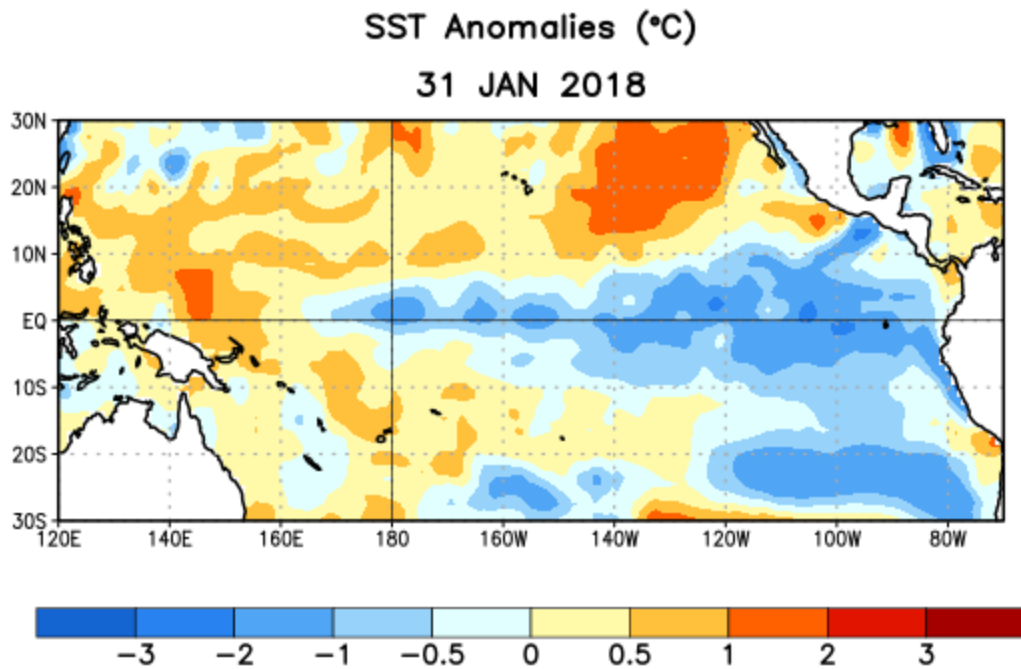 SST Anomalies (°C)
31 JAN 2018
30N
20N
10N
EQ
10S
20S
30S
120E 140E 160E 180 160W 140W 120W 100W 80W
-3 -2 -1 -0.5 0 0.5 1 2 3